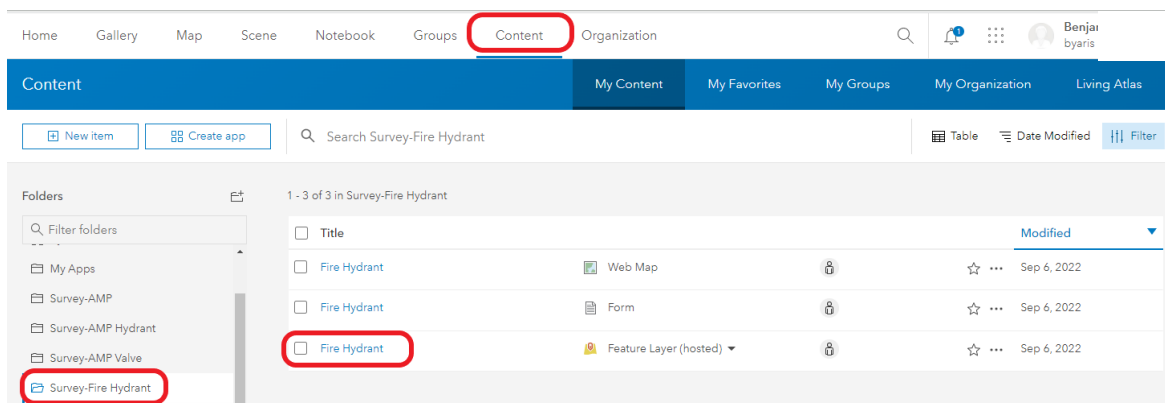 Home Gallery Map Scene Notebook Groups Content Organization 1 Benjar
byaris
Content My Content My Favorites My Groups My Organization Living Atlas
New item Create app Search Survey-Fire Hydrant Table Date Modified Filter
Folders 1 - 3 of 3 in Survey-Fire Hydrant
Filter folders Title Modified
My Apps Fire Hydrant Web Map Sep 6, 2022
Survey-AMP Fire Hydrant Form Sep 6, 2022
Survey-AMP Hydrant
Survey-AMP Valve Fire Hydrant Feature Layer (hosted) Sep 6, 2022
Survey-Fire Hydrant